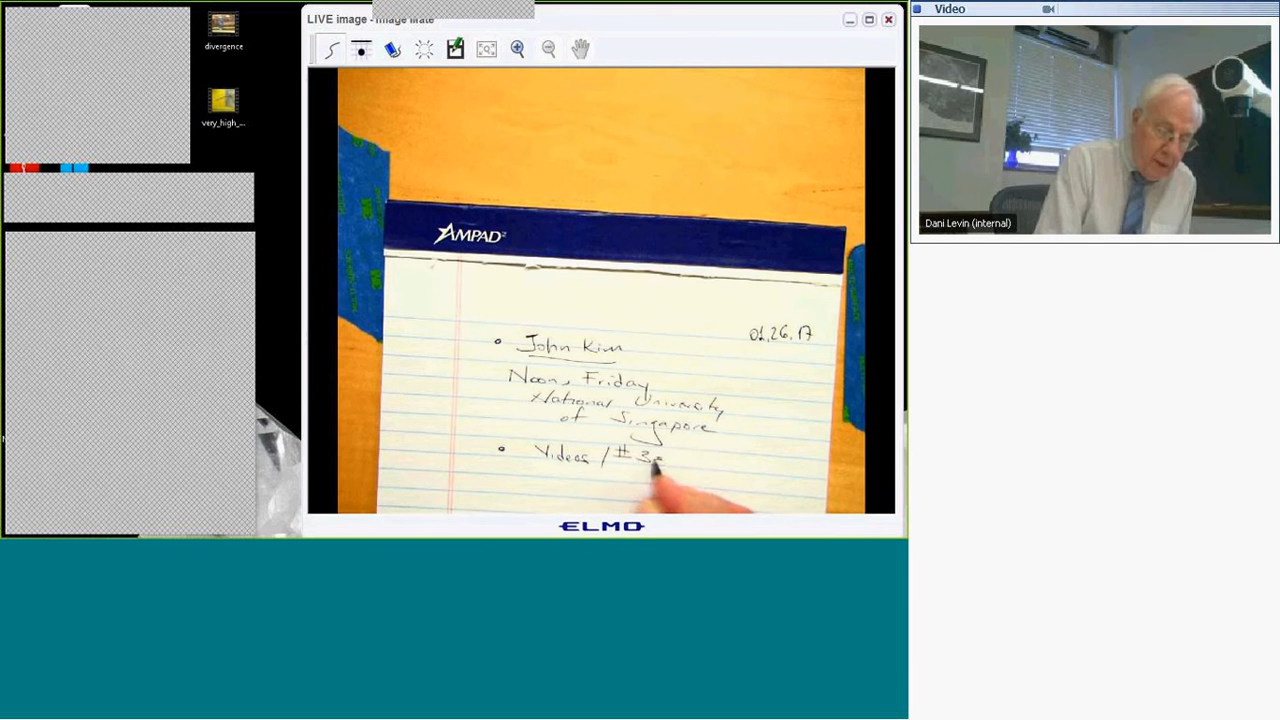 LIVE image - Image Mate
divergence
very_high_...
Video
Dani Levin (internal)
AMPAD
01.26.17
• John Kim
Noon, Friday
National University
of Singapore
• Videos / #3
ELMO